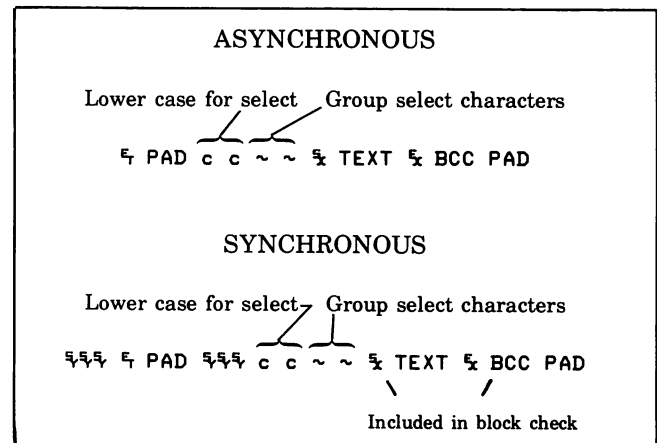 ASYNCHRONOUS
Lower case for select Group select characters
ᴱT PAD c c ~ ~ ˢX TEXT ᴱX BCC PAD
SYNCHRONOUS
Lower case for select Group select characters
ˢYˢYˢY ᴱT PAD ˢYˢYˢY c c ~ ~ ˢX TEXT ᴱX BCC PAD
Included in block check